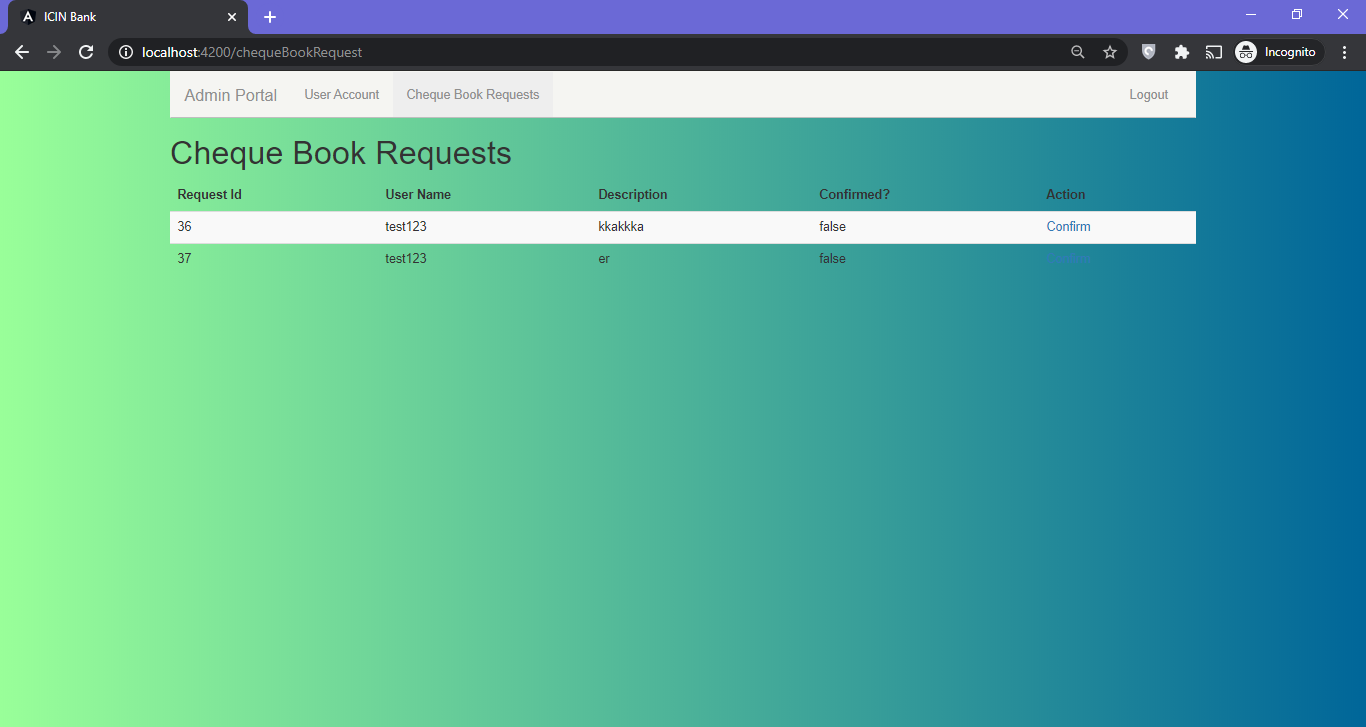 ICIN Bank
localhost:4200/chequeBookRequest
Incognito
Admin Portal User Account Cheque Book Requests Logout
Cheque Book Requests
Request Id User Name Description Confirmed? Action
36 test123 kkakkka false Confirm
37 test123 er false